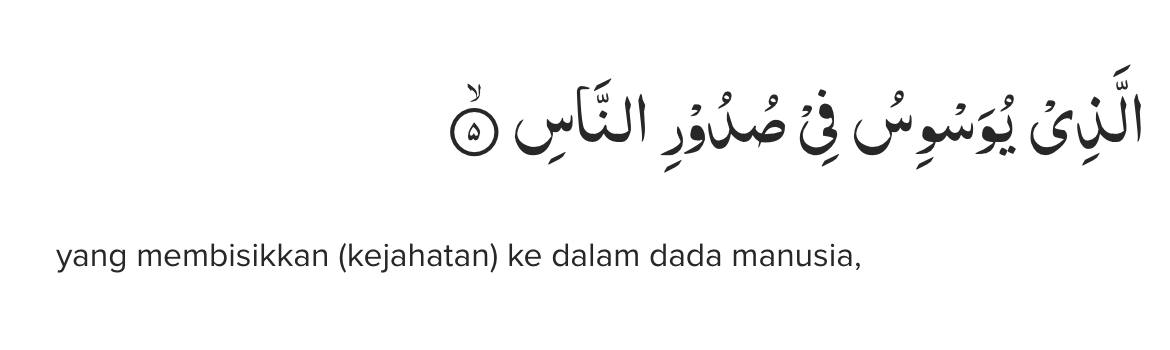 الَّذِيْ يُوَسْوِسُ فِيْ صُدُوْرِ النَّاسِۙ ۝٥
yang membisikkan (kejahatan) ke dalam dada manusia,